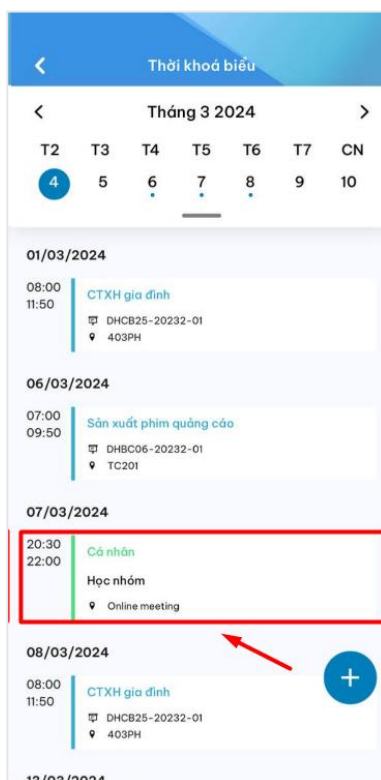 Thời khoá biểu
Tháng 3 2024
T2 T3 T4 T5 T6 T7 CN
4 5 6 7 8 9 10
01/03/2024
08:00
11:50
CTXH gia đình
DHCB25-20232-01
403PH
06/03/2024
07:00
09:50
Sản xuất phim quảng cáo
DHBC06-20232-01
TC201
07/03/2024
20:30
22:00
Cá nhân
Học nhóm
Online meeting
08/03/2024
08:00
11:50
CTXH gia đình
DHCB25-20232-01
403PH